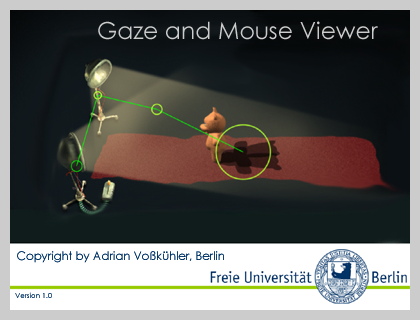 Gaze and Mouse Viewer
Copyright by Adrian Voßkühler, Berlin
Freie Universität Berlin
Version 1.0